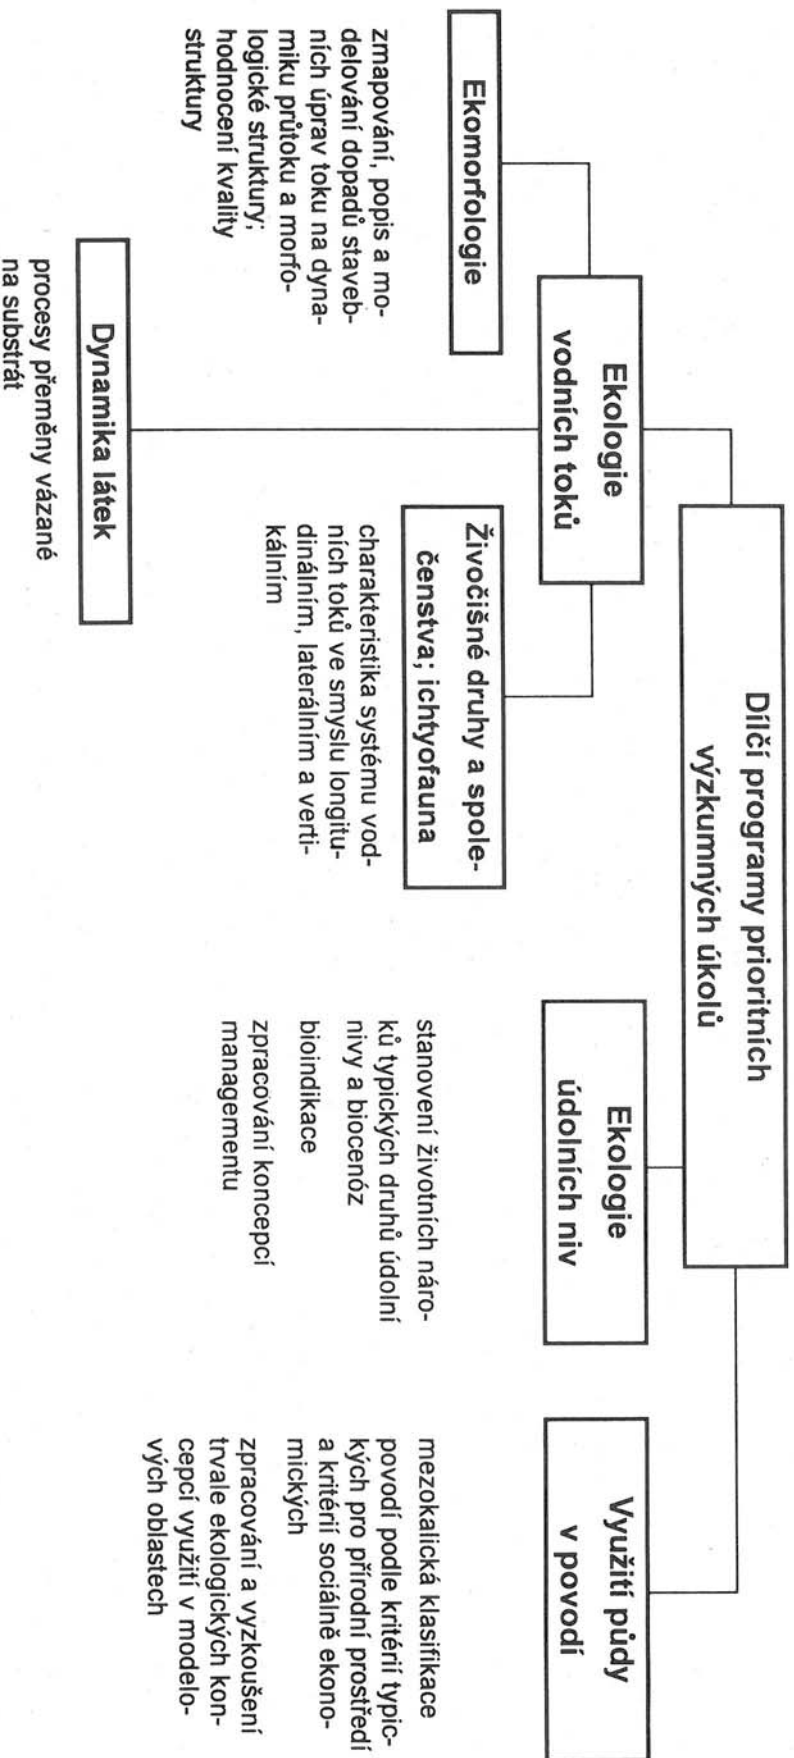 Dílčí programy prioritních
výzkumných úkolů
Ekologie
vodních toků
Ekologie
údolních niv
Využití půdy
v povodí
Ekomorfologie
zmapování, popis a mo-
delování dopadů staveb-
ních úprav toku na dyna-
miku průtoku a morfo-
logické struktury;
hodnocení kvality
struktury
Živočišné druhy a spole-
čenstva; ichtyofauna
charakteristika systému vod-
ních toků ve smyslu longitu-
dinálním, laterálním a verti-
kálním
Dynamika látek
procesy přeměny vázané
na substrát
stanovení životních náro-
ků typických druhů údolní
nivy a biocenóz
bioindikace
zpracování koncepcí
managementu
mezokalická klasifikace
povodí podle kritérií typic-
kých pro přírodní prostředí
a kritérií sociálně ekono-
mických
zpracování a vyzkoušení
trvale ekologických kon-
cepcí využití v modelo-
vých oblastech